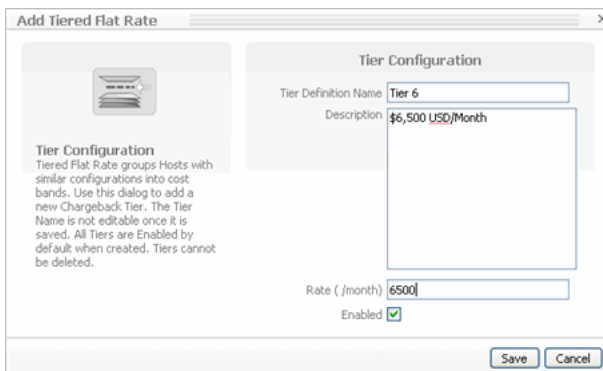 Add Tiered Flat Rate
Tier Configuration
Tiered Flat Rate groups Hosts with
similar configurations into cost
bands. Use this dialog to add a
new Chargeback Tier. The Tier
Name is not editable once it is
saved. All Tiers are Enabled by
default when created. Tiers cannot
be deleted.
Tier Configuration
Tier Definition Name Tier 6
Description $6,500 USD/Month
Rate ( /month) 6500
Enabled
Save Cancel